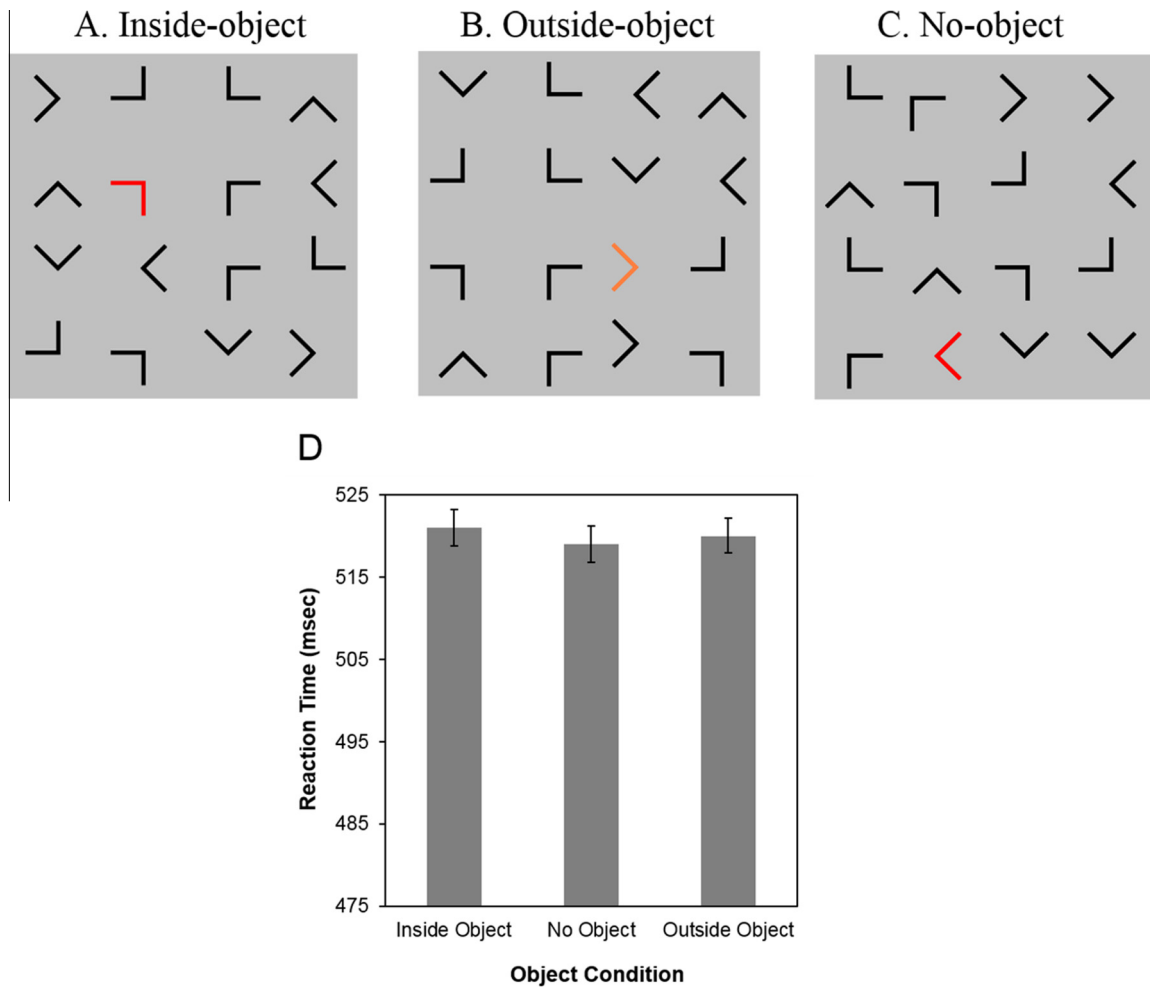 A. Inside-object
B. Outside-object
C. No-object
D
525
515
505
495
485
475
Reaction Time (msec)
Inside Object
No Object
Outside Object
Object Condition